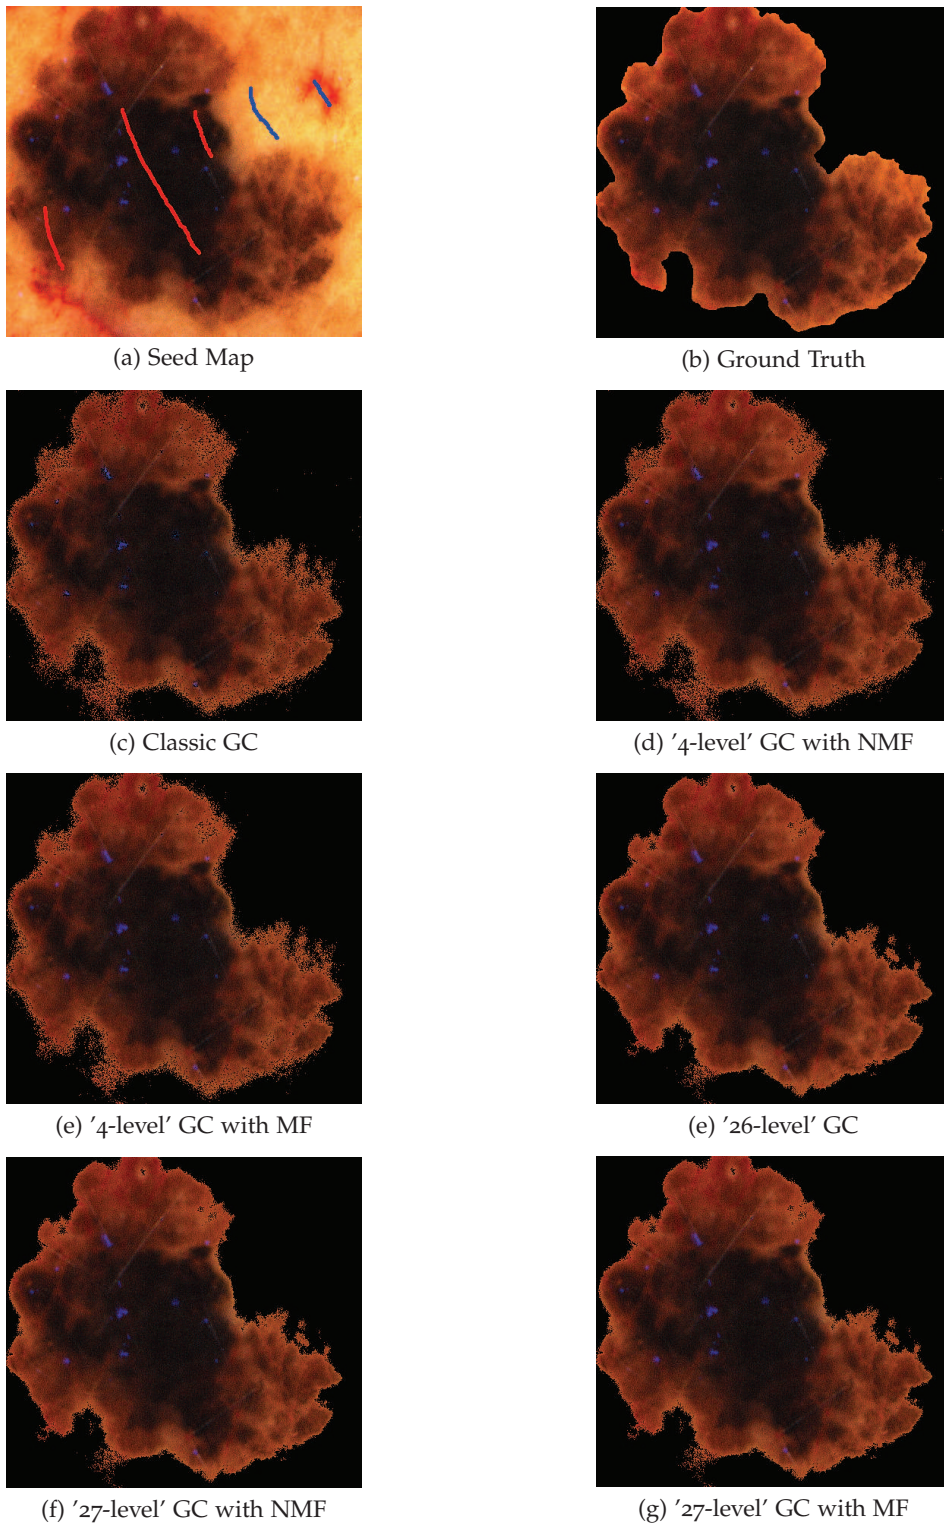 (a) Seed Map
(b) Ground Truth
(c) Classic GC
(d) ’4-level’ GC with NMF
(e) ’4-level’ GC with MF
(e) ’26-level’ GC
(f) ’27-level’ GC with NMF
(g) ’27-level’ GC with MF